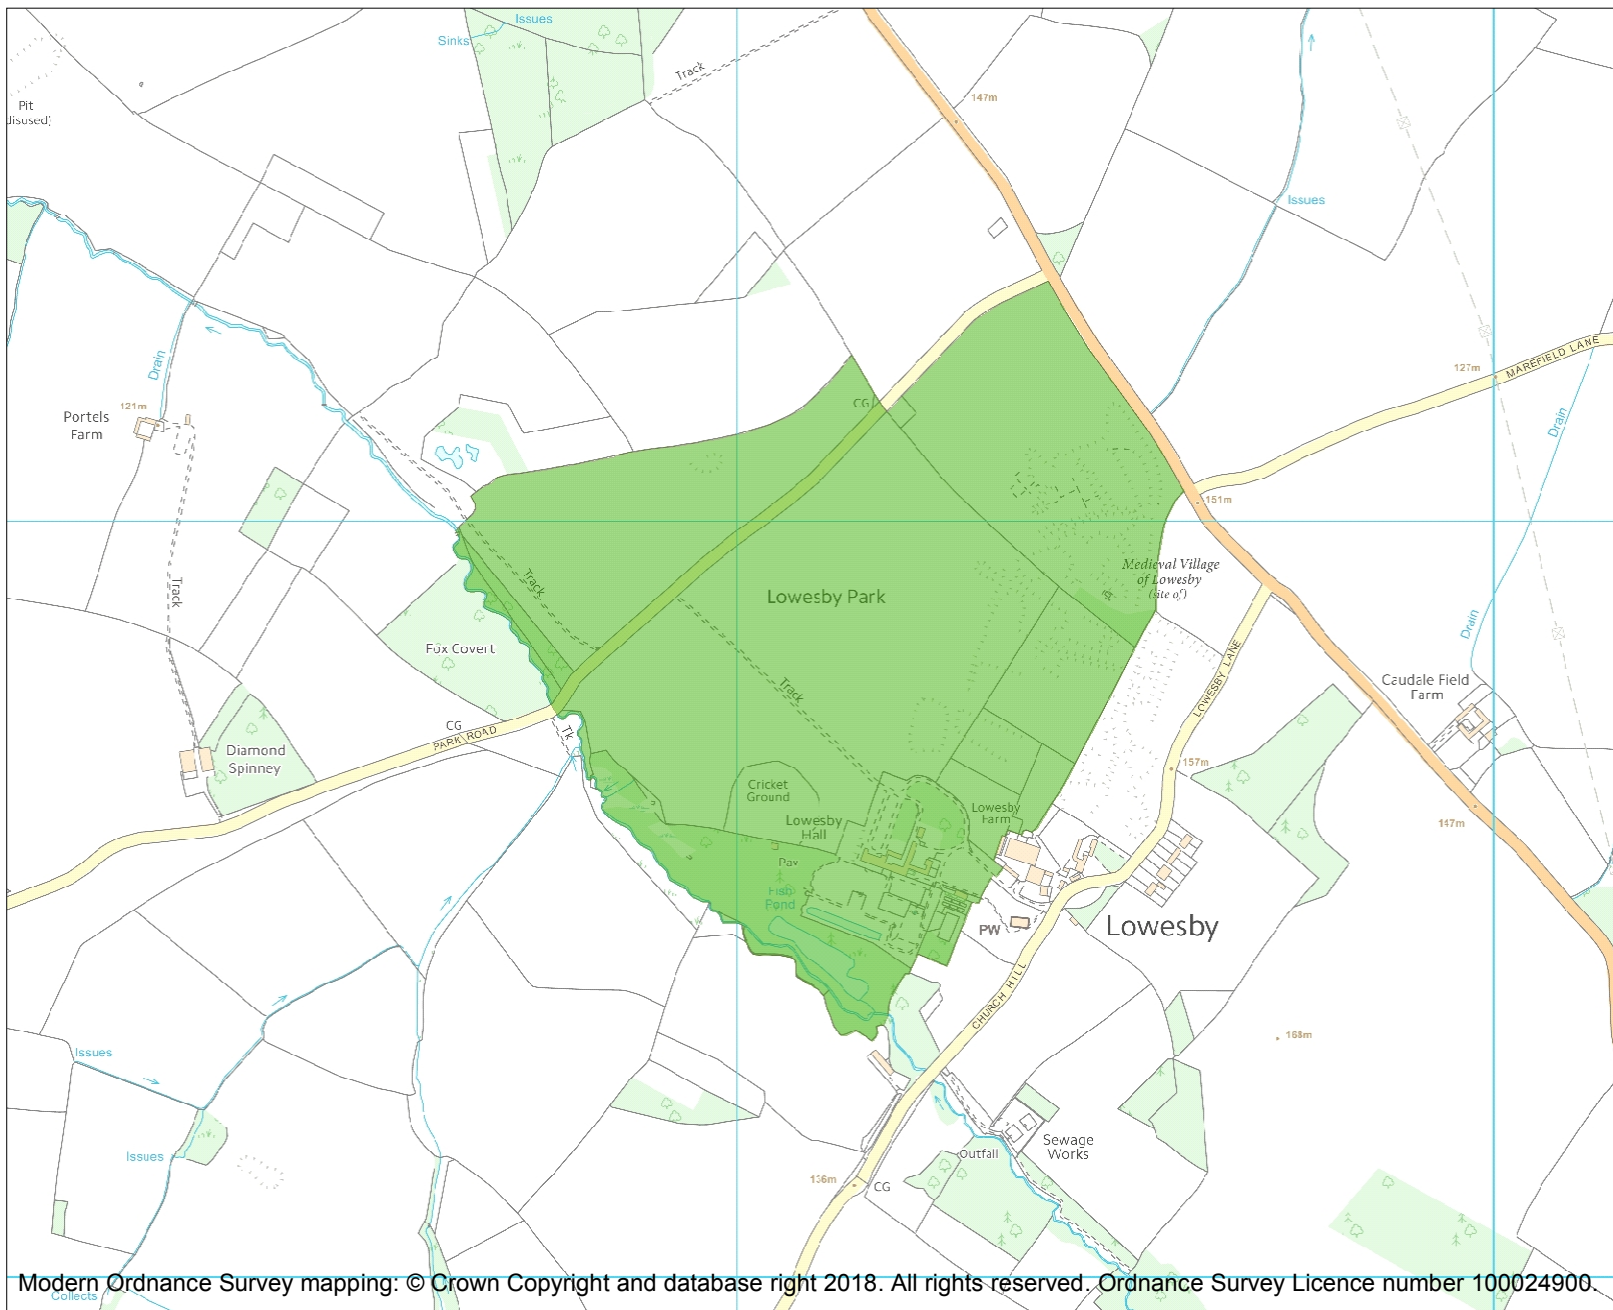 Issues
Sinks
Track
147m
Pit
disused)
Issues
Drain
127m
MAREFIELD LANE
121m
Portels
Farm
CG
Drain
151m
Medieval Village
of Lowesby
(site of)
Track
Track
Lowesby Park
Drain
Fox Covert
LOWESBY LANE
Track
Caudale Field
Farm
CG
PARK ROAD
Tk
Diamond
Spinney
157m
Cricket
Ground
Lowesby
Farm
Lowesby
Hall
147m
Pav
Fish
Pond
PW
Lowesby
CHURCH HILL
168m
Issues
Issues
Sewage
Works
Outfall
136m
CG
Modern Ordnance Survey mapping: © Crown Copyright and database right 2018. All rights reserved. Ordnance Survey Licence number 100024900.
Collects